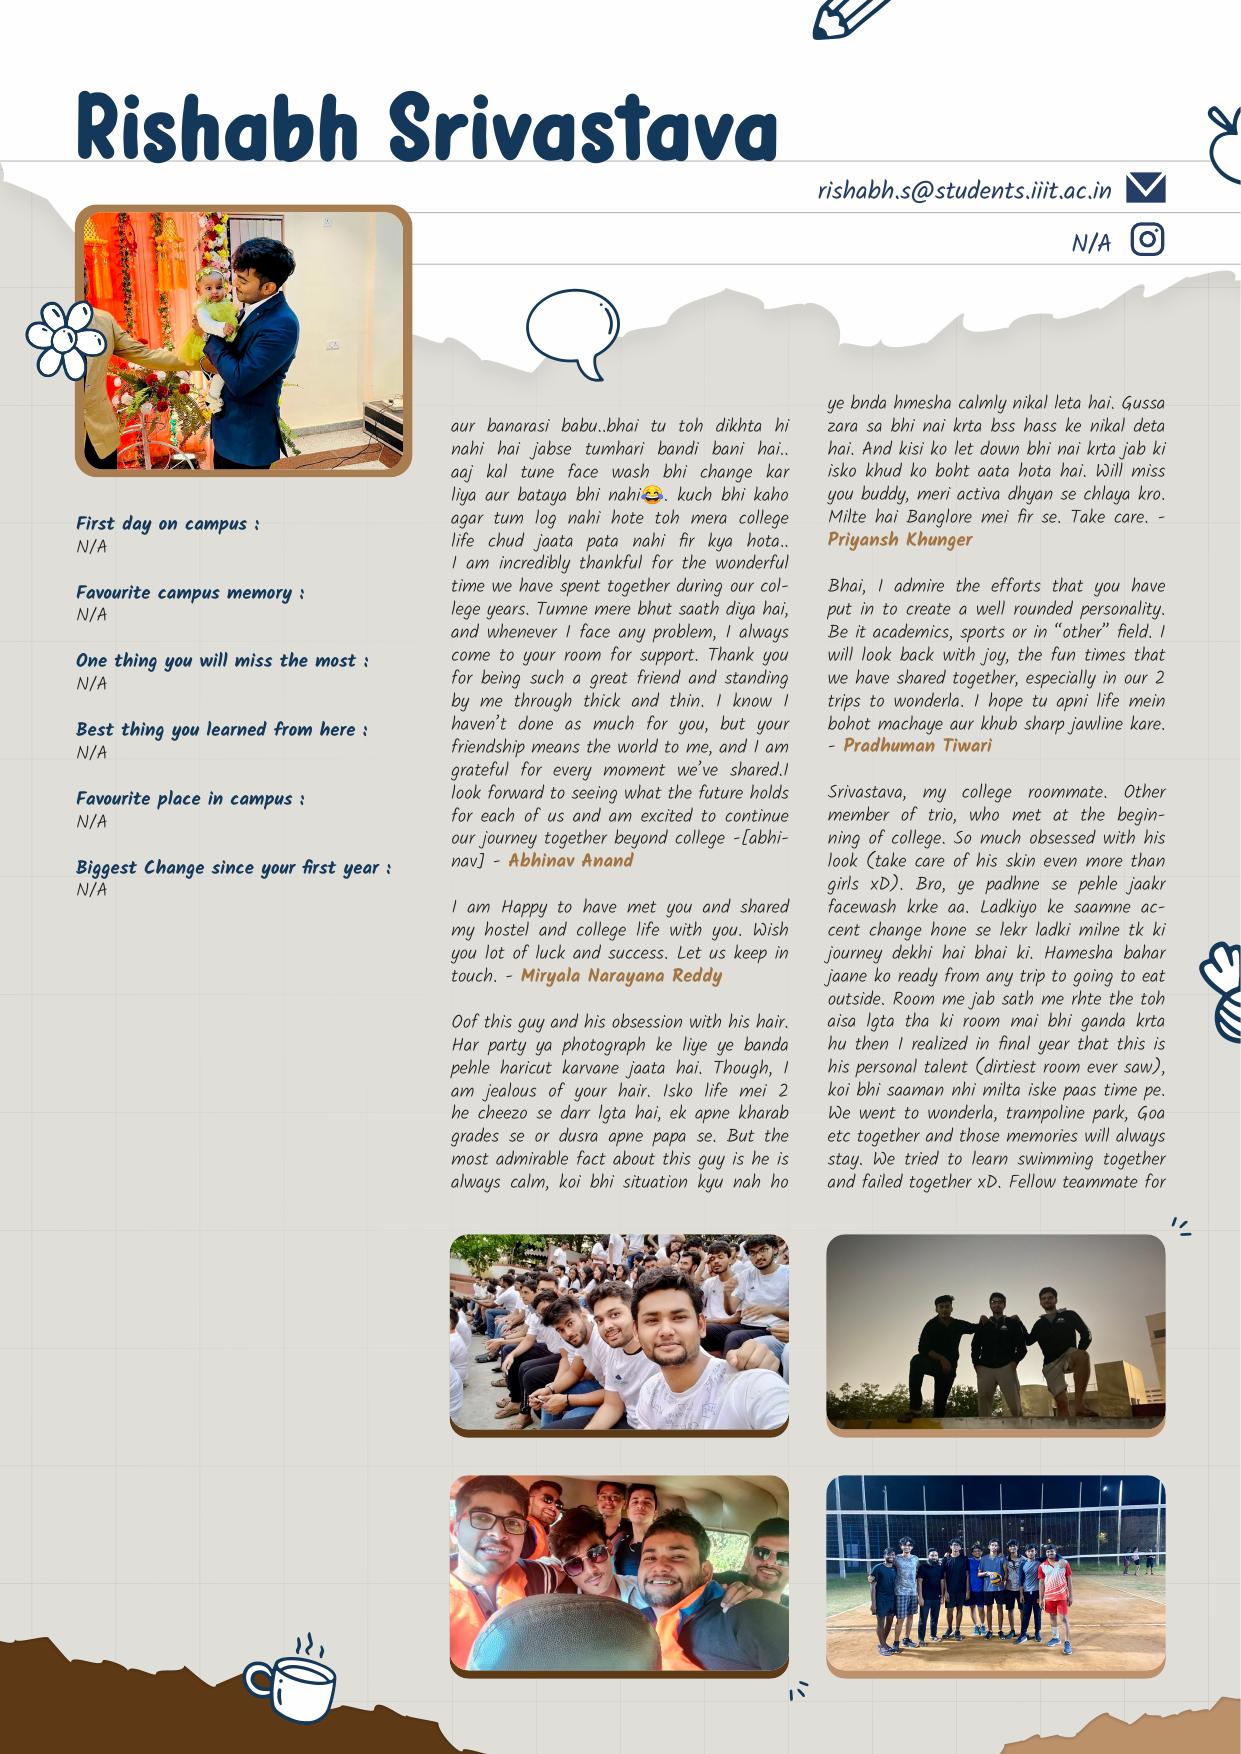 Rishabh Srivastava
rishabh.s@students.iiit.ac.in
N/A
First day on campus :
N/A
Favourite campus memory :
N/A
One thing you will miss the most :
N/A
Best thing you learned from here :
N/A
Favourite place in campus :
N/A
Biggest Change since your first year :
N/A
aur banarasi babu..bhai tu toh dikhta hi
nahi hai jabse tumhari bandi bani hai..
aaj kal tune face wash bhi change kar
liya aur bataya bhi nahi😂. kuch bhi kaho
agar tum log nahi hote toh mera college
life chud jaata pata nahi fir kya hota..
I am incredibly thankful for the wonderful
time we have spent together during our col-
lege years. Tumne mere bhut saath diya hai,
and whenever I face any problem, I always
come to your room for support. Thank you
for being such a great friend and standing
by me through thick and thin. I know I
haven't done as much for you, but your
friendship means the world to me, and I am
grateful for every moment we've shared.I
look forward to seeing what the future holds
for each of us and am excited to continue
our journey together beyond college -[abhi-
nav] - Abhinav Anand
I am Happy to have met you and shared
my hostel and college life with you. Wish
you lot of luck and success. Let us keep in
touch. - Miryala Narayana Reddy
Oof this guy and his obsession with his hair.
Har party ya photograph ke liye ye banda
pehle haricut karvane jaata hai. Though, I
am jealous of your hair. Isko life mei 2
he cheezo se darr lgta hai, ek apne kharab
grades se or dusra apne papa se. But the
most admirable fact about this guy is he is
always calm, koi bhi situation kyu nah ho
ye bnda hmesha calmly nikal leta hai. Gussa
zara sa bhi nai krta bss hass ke nikal deta
hai. And kisi ko let down bhi nai krta jab ki
isko khud ko boht aata hota hai. Will miss
you buddy, meri activa dhyan se chlaya kro.
Milte hai Banglore mei fir se. Take care. -
Priyansh Khunger
Bhai, I admire the efforts that you have
put in to create a well rounded personality.
Be it academics, sports or in “other” field. I
will look back with joy, the fun times that
we have shared together, especially in our 2
trips to wonderla. I hope tu apni life mein
bohot machaye aur khub sharp jawline kare.
- Pradhuman Tiwari
Srivastava, my college roommate. Other
member of trio, who met at the begin-
ning of college. So much obsessed with his
look (take care of his skin even more than
girls xD). Bro, ye padhne se pehle jaakr
facewash krke aa. Ladkiyo ke saamne ac-
cent change hone se lekr ladki milne tk ki
journey dekhi hai bhai ki. Hamesha bahar
jaane ko ready from any trip to going to eat
outside. Room me jab sath me rhte the toh
aisa lgta tha ki room mai bhi ganda krta
hu then I realized in final year that this is
his personal talent (dirtiest room ever saw),
koi bhi saaman nhi milta iske paas time pe.
We went to wonderla, trampoline park, Goa
etc together and those memories will always
stay. We tried to learn swimming together
and failed together xD. Fellow teammate for